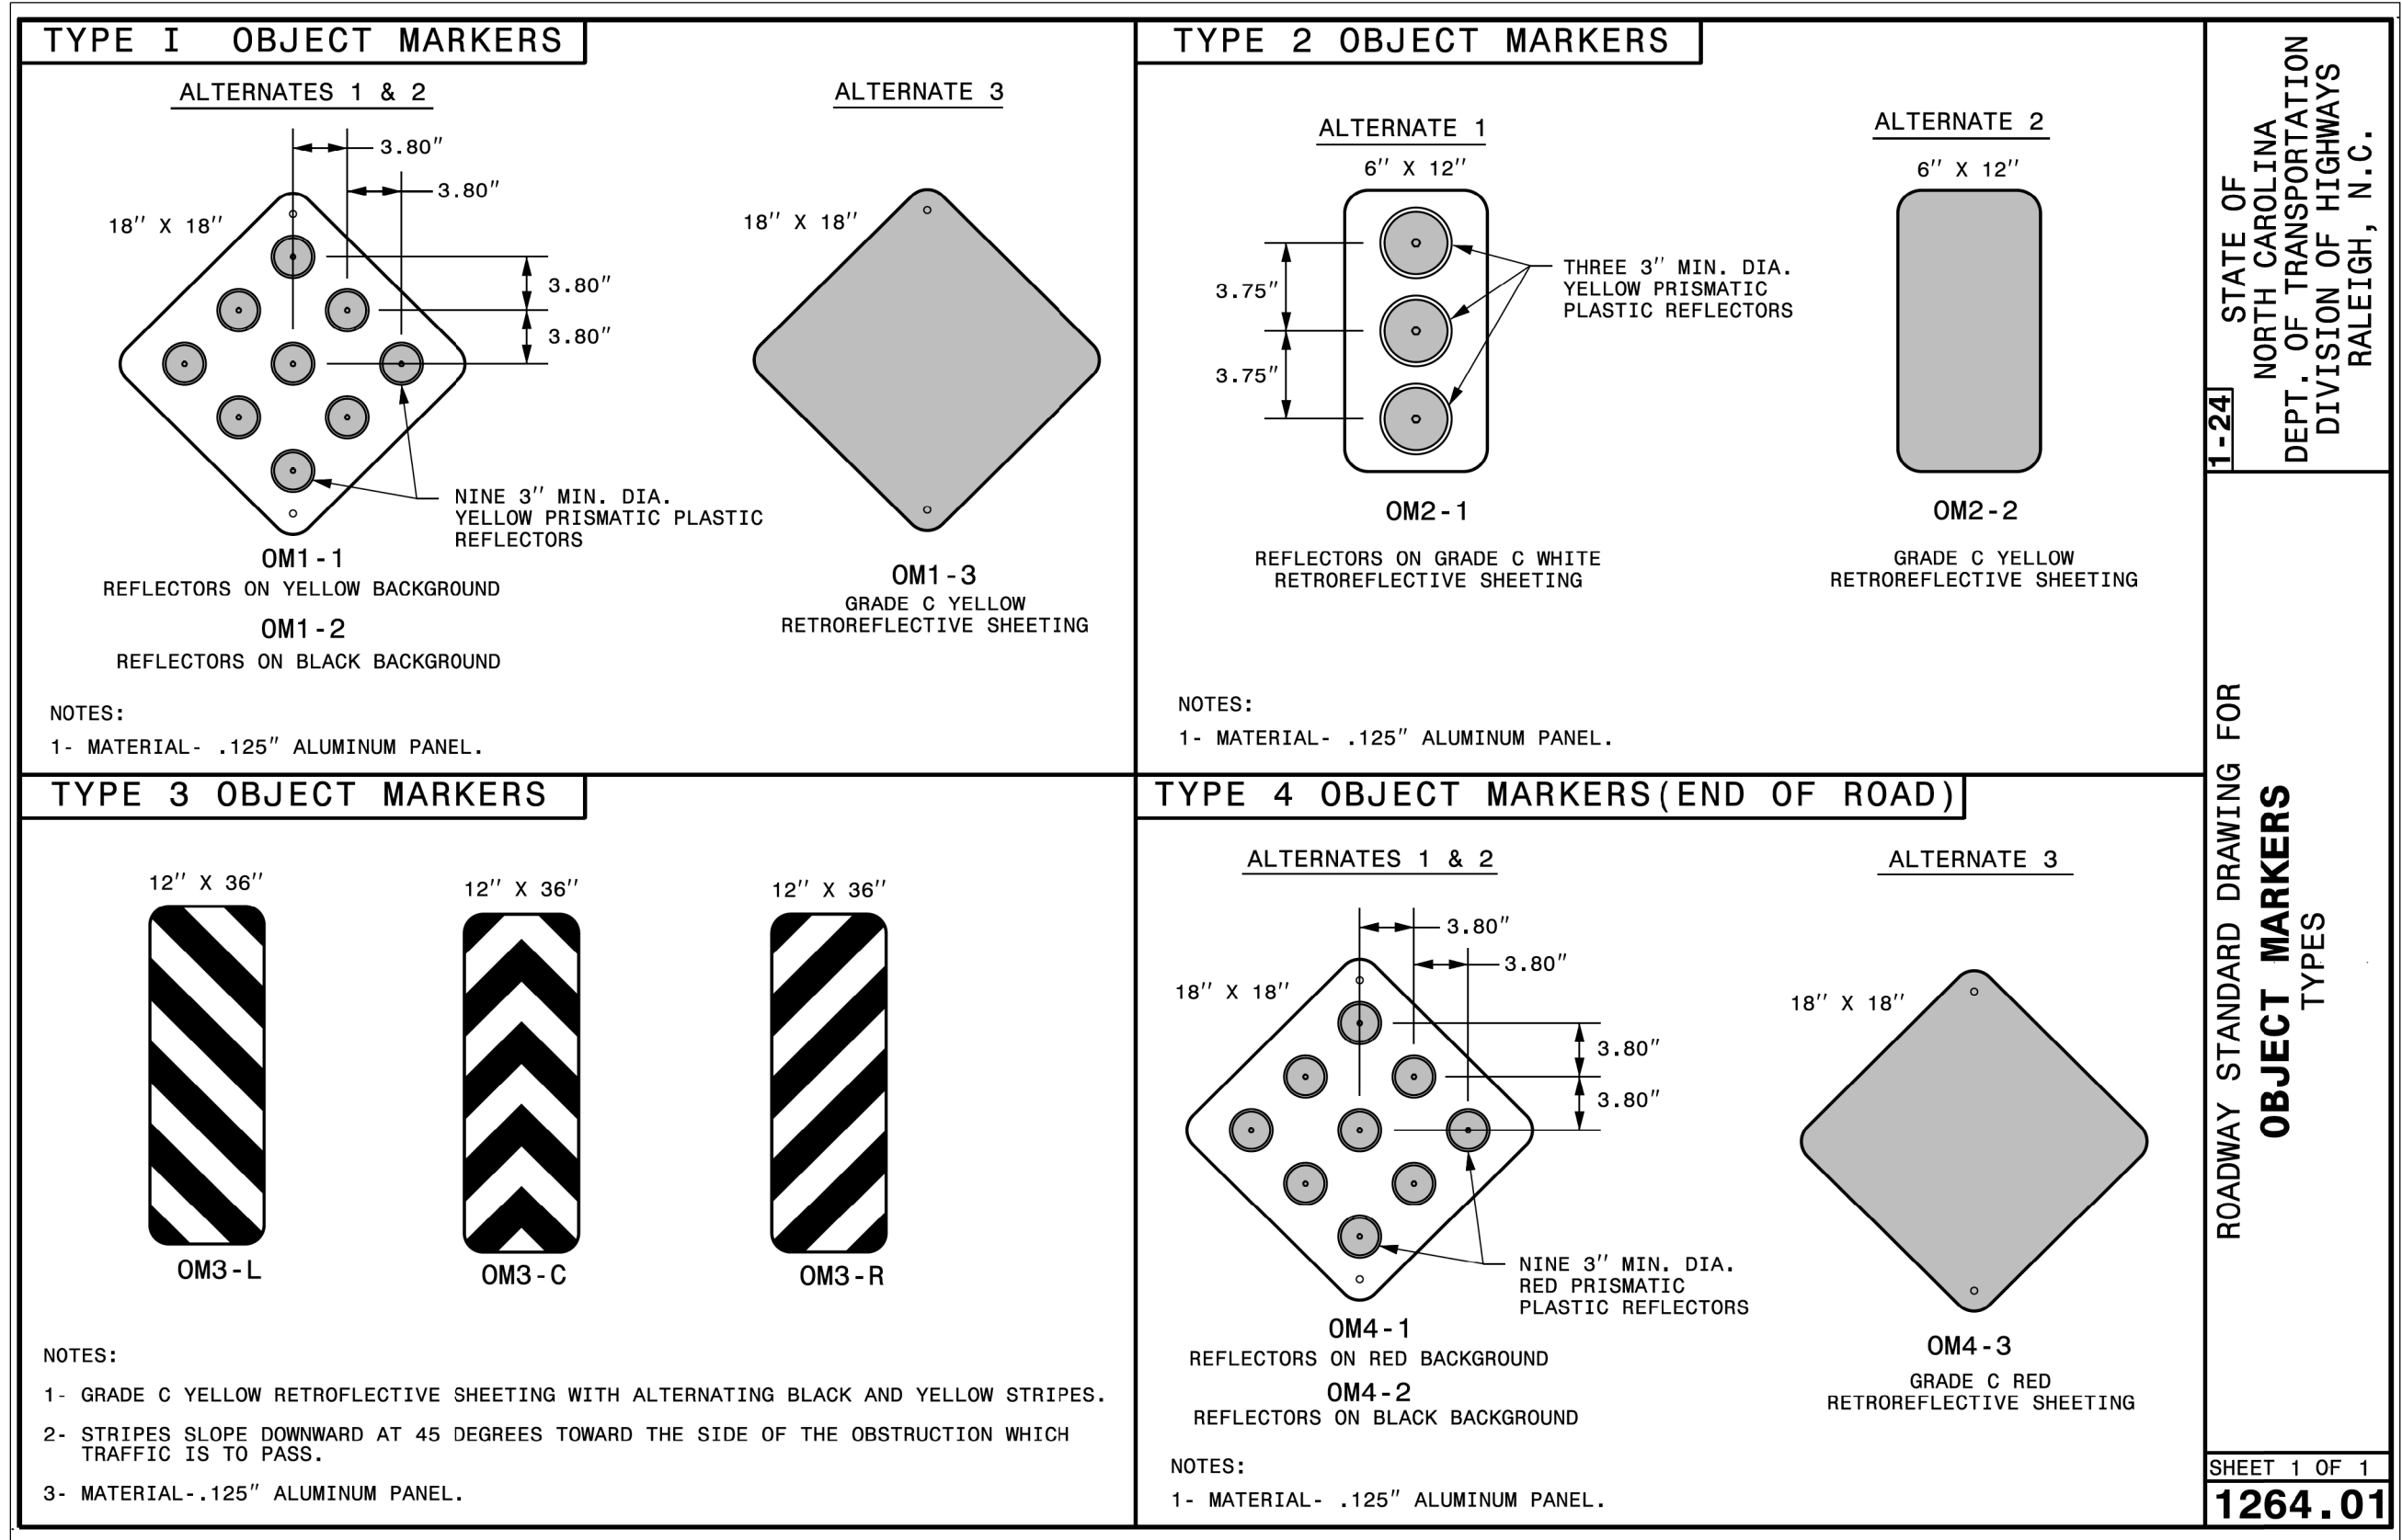 TYPE I OBJECT MARKERS
ALTERNATES 1 & 2
3.80"
3.80"
18" X 18"
3.80"
3.80"
NINE 3" MIN. DIA.
YELLOW PRISMATIC PLASTIC
REFLECTORS
OM1-1
REFLECTORS ON YELLOW BACKGROUND
OM1-2
REFLECTORS ON BLACK BACKGROUND
ALTERNATE 3
18" X 18"
OM1-3
GRADE C YELLOW
RETROREFLECTIVE SHEETING
NOTES:
1- MATERIAL- .125" ALUMINUM PANEL.
TYPE 2 OBJECT MARKERS
ALTERNATE 1
6" X 12"
3.75"
3.75"
THREE 3" MIN. DIA.
YELLOW PRISMATIC
PLASTIC REFLECTORS
OM2-1
REFLECTORS ON GRADE C WHITE
RETROREFLECTIVE SHEETING
ALTERNATE 2
6" X 12"
OM2-2
GRADE C YELLOW
RETROREFLECTIVE SHEETING
NOTES:
1- MATERIAL- .125" ALUMINUM PANEL.
TYPE 3 OBJECT MARKERS
12" X 36"
OM3-L
12" X 36"
OM3-C
12" X 36"
OM3-R
NOTES:
1- GRADE C YELLOW RETROFLECTIVE SHEETING WITH ALTERNATING BLACK AND YELLOW STRIPES.
2- STRIPES SLOPE DOWNWARD AT 45 DEGREES TOWARD THE SIDE OF THE OBSTRUCTION WHICH
TRAFFIC IS TO PASS.
3- MATERIAL-.125" ALUMINUM PANEL.
TYPE 4 OBJECT MARKERS(END OF ROAD)
ALTERNATES 1 & 2
3.80"
3.80"
18" X 18"
3.80"
3.80"
NINE 3" MIN. DIA.
RED PRISMATIC
PLASTIC REFLECTORS
OM4-1
REFLECTORS ON RED BACKGROUND
OM4-2
REFLECTORS ON BLACK BACKGROUND
ALTERNATE 3
18" X 18"
OM4-3
GRADE C RED
RETROREFLECTIVE SHEETING
NOTES:
1- MATERIAL- .125" ALUMINUM PANEL.
1-24
STATE OF
NORTH CAROLINA
DEPT. OF TRANSPORTATION
DIVISION OF HIGHWAYS
RALEIGH, N.C.
ROADWAY STANDARD DRAWING FOR
OBJECT MARKERS
TYPES
SHEET 1 OF 1
1264.01